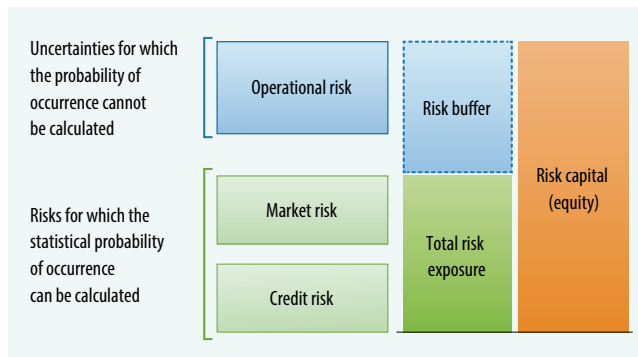 Uncertainties for which
the probability of
occurrence cannot
be calculated
Operational risk
Risk buffer
Risk capital
(equity)
Risks for which the
statistical probability
of occurrence
can be calculated
Market risk
Credit risk
Total risk
exposure